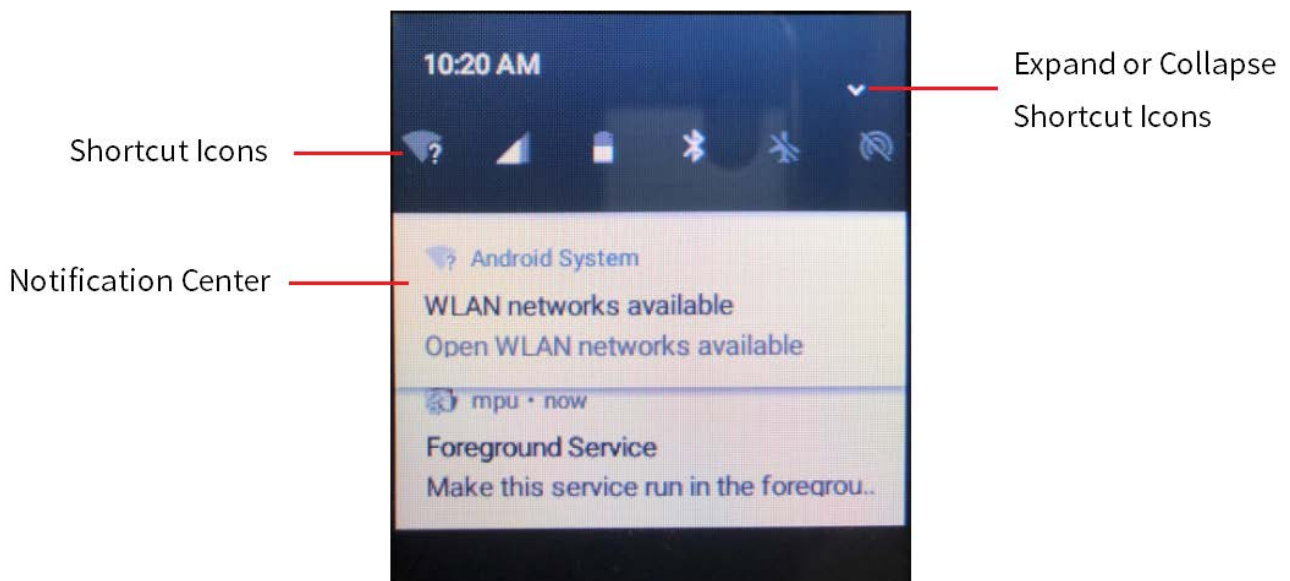 10:20 AM
Expand or Collapse
Shortcut Icons
Shortcut Icons
?
Notification Center
? Android System
WLAN networks available
Open WLAN networks available
mpu • now
Foreground Service
Make this service run in the foregrou..